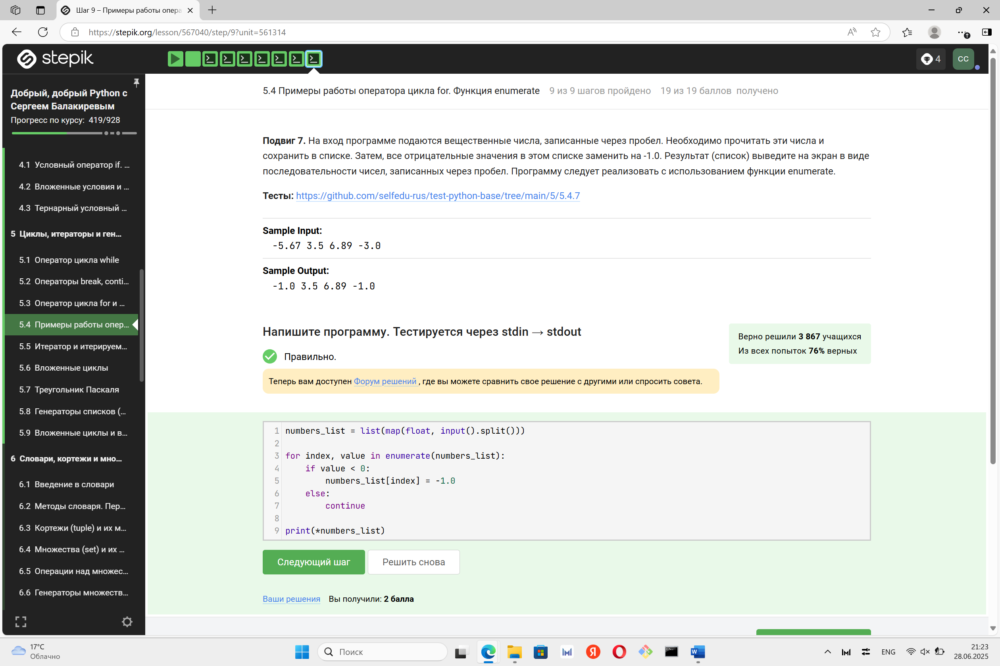 Шаг 9 – Примеры работы опера
https://stepik.org/lesson/567040/step/9?unit=561314
stepik
4
CC
Добрый, добрый Python с
Сергеем Балакиревым
Прогресс по курсу: 419/928
4.1 Условный оператор if. ...
4.2 Вложенные условия и ...
4.3 Тернарный условный ...
5 Циклы, итераторы и ген...
5.1 Оператор цикла while
5.2 Операторы break, conti...
5.3 Оператор цикла for и ...
5.4 Примеры работы опер...
5.5 Итератор и итерируем...
5.6 Вложенные циклы
5.7 Треугольник Паскаля
5.8 Генераторы списков (...
5.9 Вложенные циклы и в...
6 Словари, кортежи и мно...
6.1 Введение в словари
6.2 Методы словаря. Пер...
6.3 Кортежи (tuple) и их м...
6.4 Множества (set) и их ...
6.5 Операции над множес...
6.6 Генераторы множеств...
5.4 Примеры работы оператора цикла for. Функция enumerate 9 из 9 шагов пройдено 19 из 19 баллов получено
Подвиг 7. На вход программе подаются вещественные числа, записанные через пробел. Необходимо прочитать эти числа и
сохранить в списке. Затем, все отрицательные значения в этом списке заменить на -1.0. Результат (список) выведите на экран в виде
последовательности чисел, записанных через пробел. Программу следует реализовать с использованием функции enumerate.
Тесты: https://github.com/selfedu-rus/test-python-base/tree/main/5/5.4.7
Sample Input:
-5.67 3.5 6.89 -3.0
Sample Output:
-1.0 3.5 6.89 -1.0
Напишите программу. Тестируется через stdin → stdout
Верно решили 3 867 учащихся
Из всех попыток 76% верных
Правильно.
Теперь вам доступен Форум решений , где вы можете сравнить свое решение с другими или спросить совета.
1 numbers_list = list(map(float, input().split()))
2
3 for index, value in enumerate(numbers_list):
4     if value < 0:
5         numbers_list[index] = -1.0
6     else:
7         continue
8
9 print(*numbers_list)
Следующий шаг
Решить снова
Ваши решения Вы получили: 2 балла
17°C
Облачно
Поиск
ENG
21:23
28.06.2025